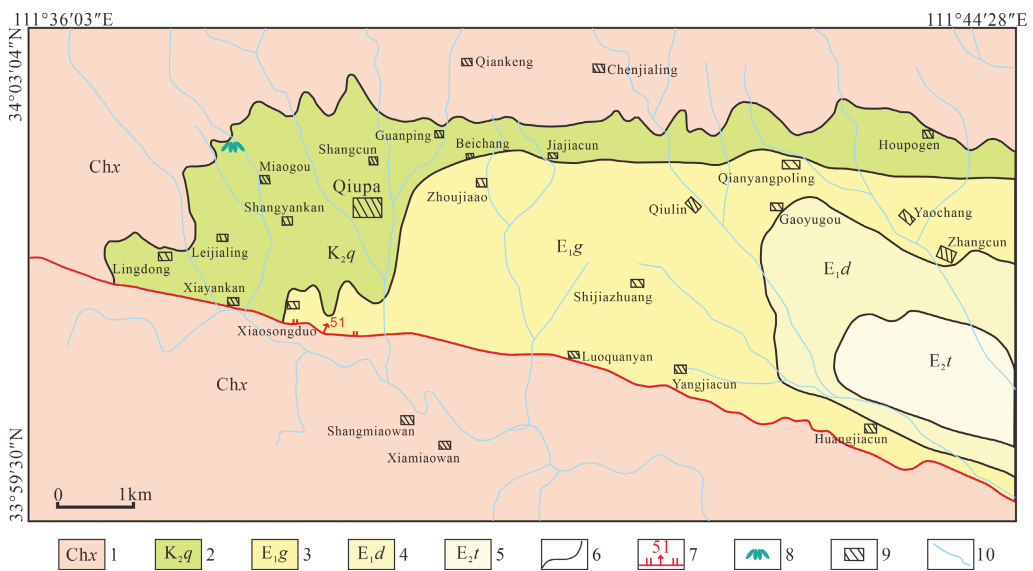 111°36′03″E
111°44′28″E
34°03′04″N
Qiankeng
Chenjialing
Guanping
Houpogen
Chx
Shangcun
Beichang
Jiajiacun
Miaogou
Qianyangpoling
Qiupa
Zhoujiaao
Shangyankan
Qiulin
Gaoyugou
Yaochang
Leijialing
K₂q
E₁g
Zhangcun
Lingdong
E₁d
Xiayankan
Shijiazhuang
51
Xiaosongduo
Luoquanyan
E₂t
Chx
Yangjiacun
Shangmiaowan
Huangjiacun
Xiamiaowan
33°59′30″N
0 1km
Chx 1 K₂q 2 E₁g 3 E₁d 4 E₂t 5 6 51 7 8 9 10